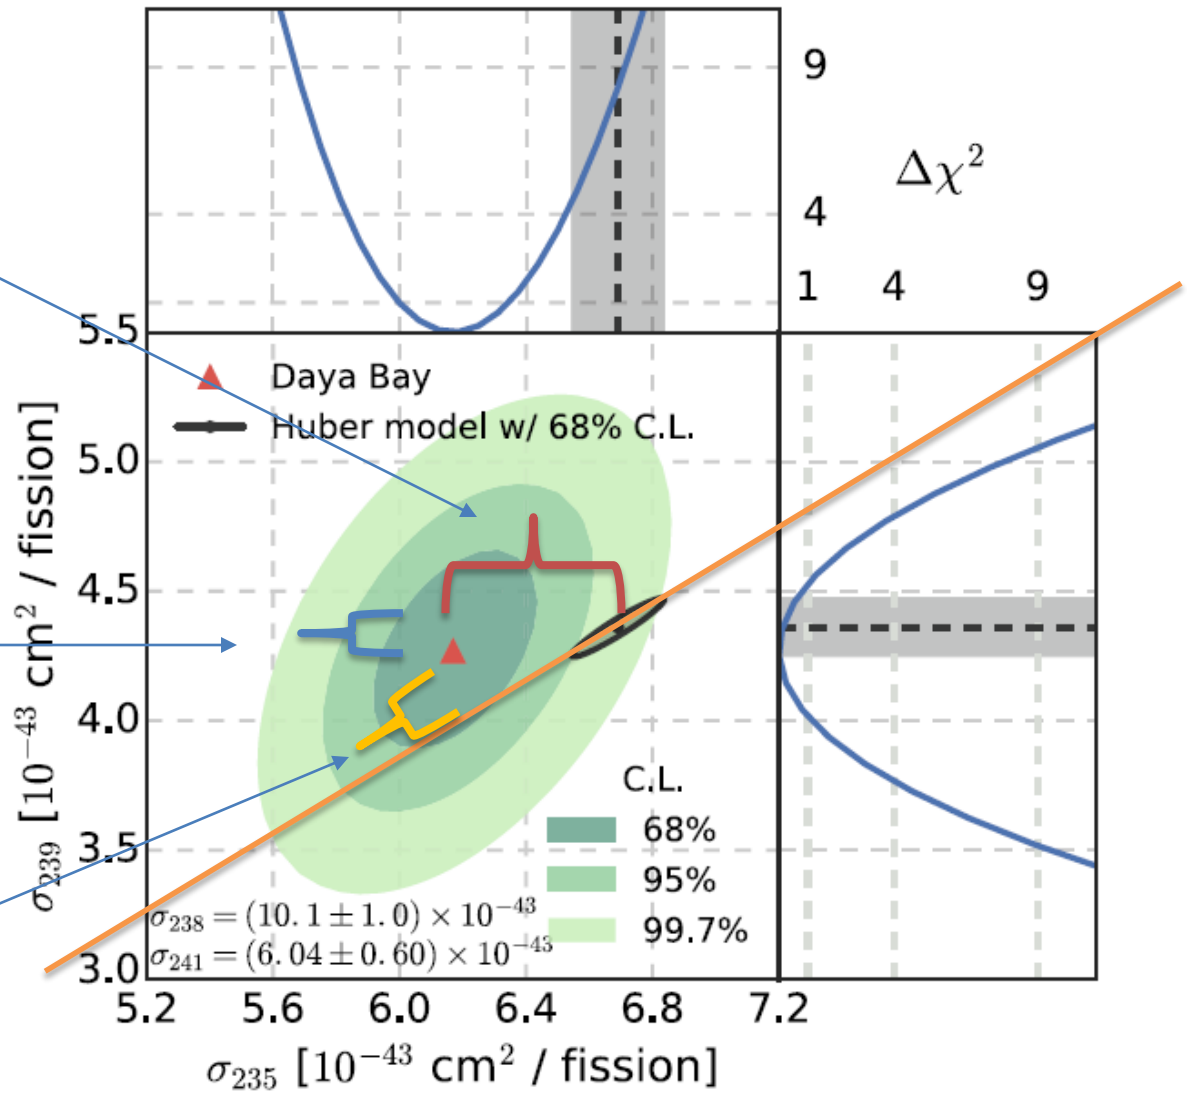 9
4
Δχ²
1 4 9
5.5
Daya Bay
Huber model w/ 68% C.L.
5.0
4.5
4.0
3.5
3.0
σ₂₃₉ [10⁻⁴³ cm² / fission]
C.L.
68%
95%
99.7%
σ₂₃₈ = (10.1 ± 1.0) × 10⁻⁴³
σ₂₄₁ = (6.04 ± 0.60) × 10⁻⁴³
5.2 5.6 6.0 6.4 6.8 7.2
σ₂₃₅ [10⁻⁴³ cm² / fission]